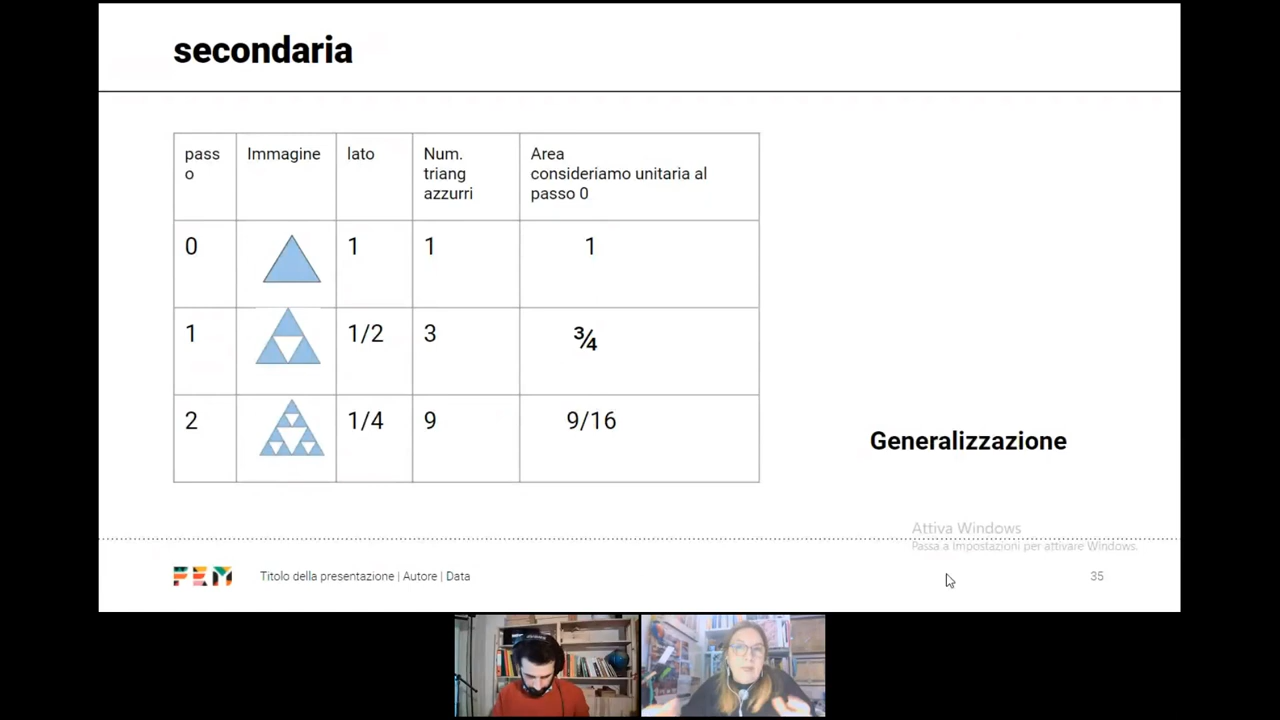 secondaria
pass
o
Immagine
lato
Num.
triang
azzurri
Area
consideriamo unitaria al
passo 0
0
1
1
1
1
1/2
3
¾
2
1/4
9
9/16
Generalizzazione
Attiva Windows
Passa a Impostazioni per attivare Windows.
FEM
Titolo della presentazione | Autore | Data
35